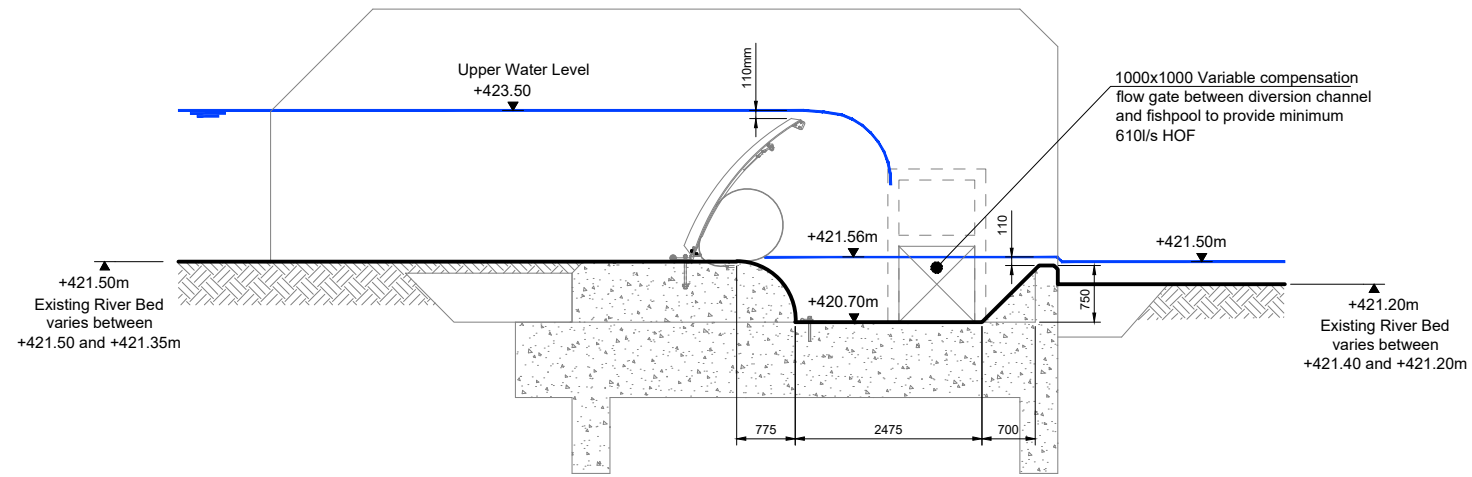 110mm
Upper Water Level
+423.50
1000x1000 Variable compensation
flow gate between diversion channel
and fishpool to provide minimum
610l/s HOF
+421.56m
110
+421.50m
+421.50m
Existing River Bed
varies between
+421.50 and +421.35m
+420.70m
750
+421.20m
Existing River Bed
varies between
+421.40 and +421.20m
775
2475
700